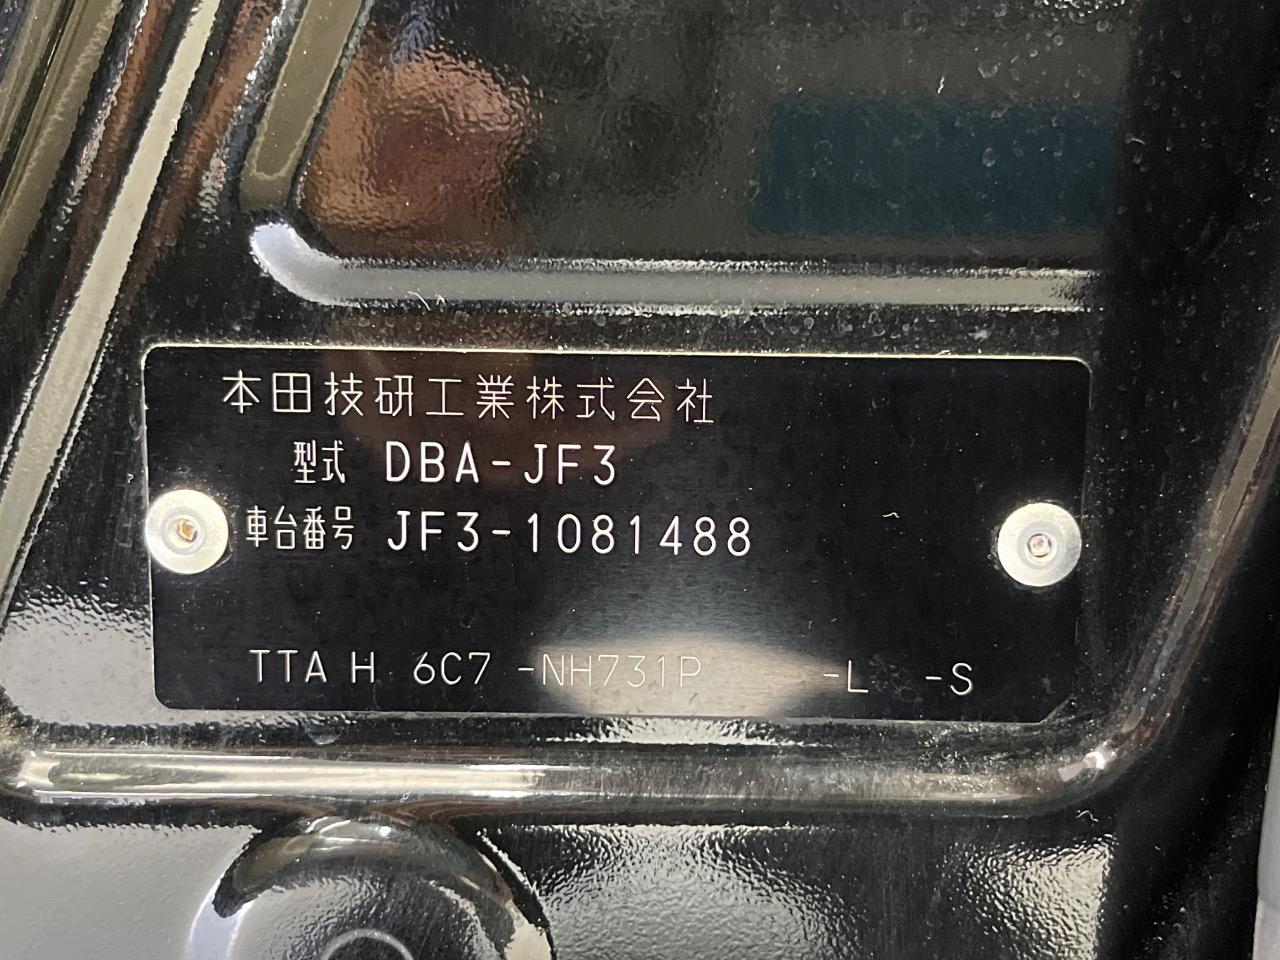 本田技研工業株式会社
型式 DBA-JF3
車台番号 JF3-1081488
TTA H 6C7 -NH731P -L -S